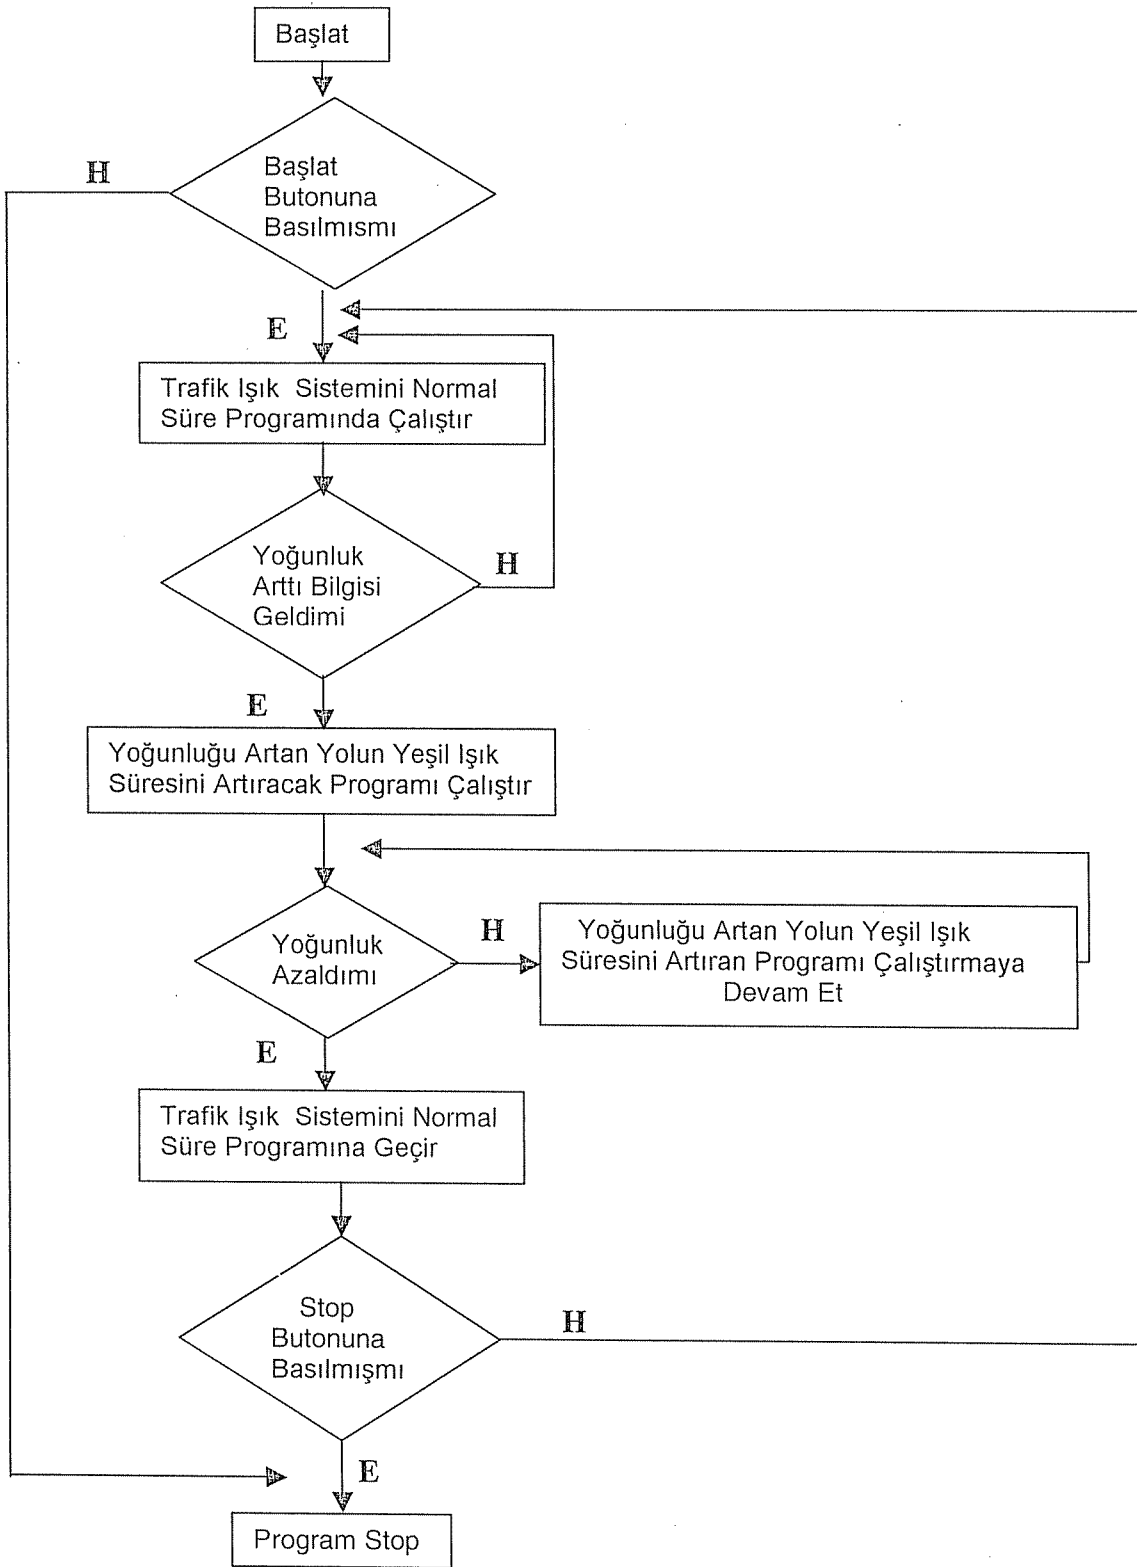 Başlat
H
Başlat
Butonuna
Basılmısmı
E
Trafik Işık Sistemini Normal
Süre Programında Çalıştır
Yoğunluk
Arttı Bilgisi
Geldimi
H
E
Yoğunluğu Artan Yolun Yeşil Işık
Süresini Artıracak Programı Çalıştır
Yoğunluk
Azaldımı
H
Yoğunluğu Artan Yolun Yeşil Işık
Süresini Artıran Programı Çalıştırmaya
Devam Et
E
Trafik Işık Sistemini Normal
Süre Programına Geçir
Stop
Butonuna
Basılmışmı
H
E
Program Stop